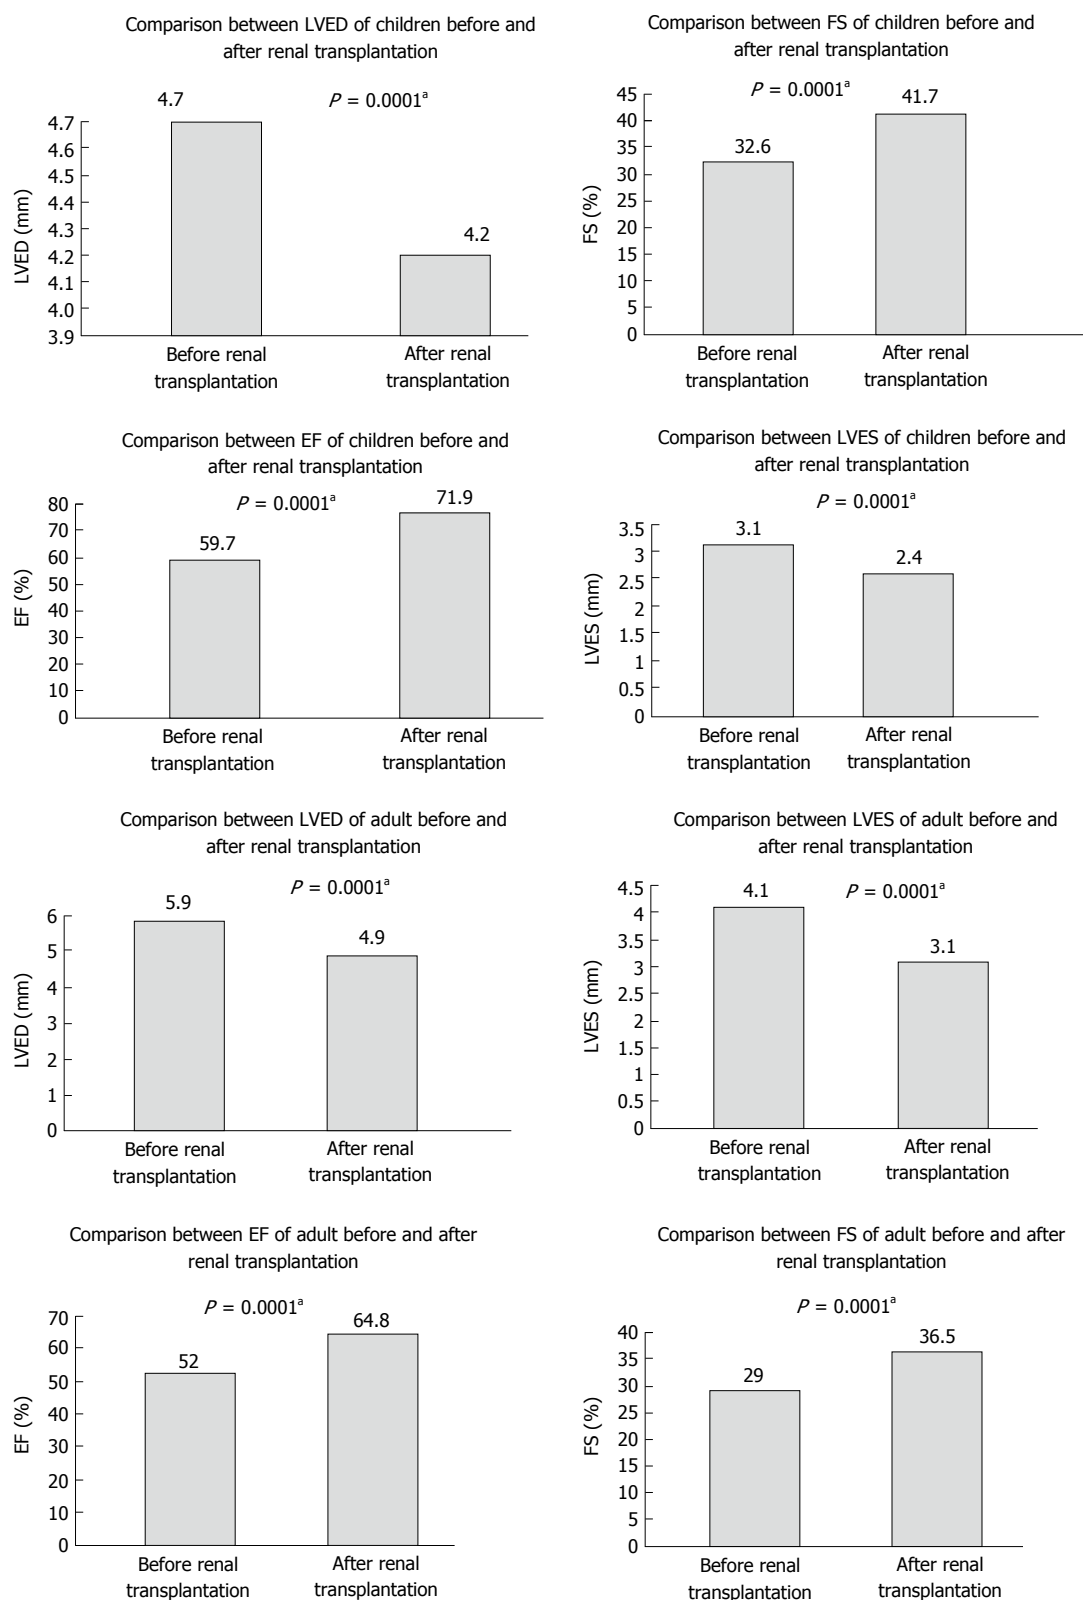 Comparison between LVED of children before and
after renal transplantation
4.7
P = 0.0001ᵃ
4.7
4.6
4.5
4.4
4.3
4.2
4.1
4.0
3.9
LVED (mm)
4.2
Before renal
transplantation
After renal
transplantation
Comparison between FS of children before and
after renal transplantation
P = 0.0001ᵃ
41.7
45
40
35
30
25
20
15
10
5
0
FS (%)
32.6
Before renal
transplantation
After renal
transplantation
Comparison between EF of children before and
after renal transplantation
P = 0.0001ᵃ
71.9
80
70
60
50
40
30
20
10
0
EF (%)
59.7
Before renal
transplantation
After renal
transplantation
Comparison between LVES of children before and
after renal transplantation
P = 0.0001ᵃ
3.5
3
2.5
2
1.5
1
0.5
0
LVES (mm)
3.1
2.4
Before renal
transplantation
After renal
transplantation
Comparison between LVED of adult before and
after renal transplantation
P = 0.0001ᵃ
5.9
4.9
6
5
4
3
2
1
0
LVED (mm)
Before renal
transplantation
After renal
transplantation
Comparison between LVES of adult before and
after renal transplantation
4.1
P = 0.0001ᵃ
4.5
4
3.5
3
2.5
2
1.5
1
0.5
0
LVES (mm)
3.1
Before renal
transplantation
After renal
transplantation
Comparison between EF of adult before and after
renal transplantation
P = 0.0001ᵃ
64.8
70
60
50
40
30
20
10
0
EF (%)
52
Before renal
transplantation
After renal
transplantation
Comparison between FS of adult before and after
renal transplantation
P = 0.0001ᵃ
36.5
40
35
30
25
20
15
10
5
0
FS (%)
29
Before renal
transplantation
After renal
transplantation